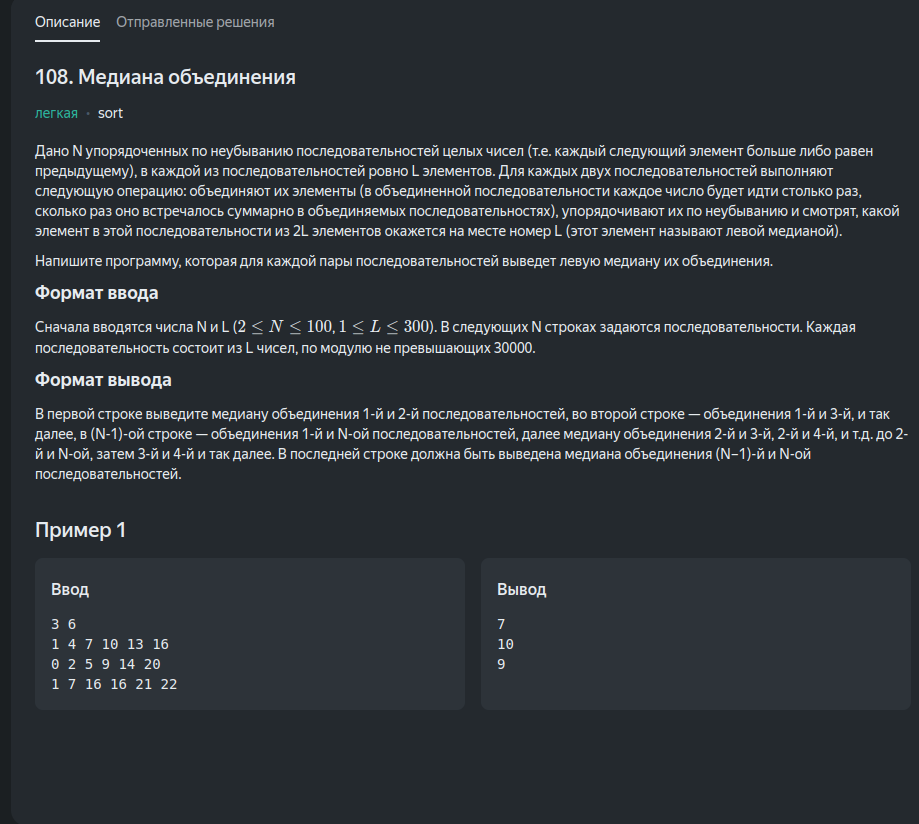 Описание Отправленные решения
108. Медиана объединения
легкая · sort
Дано N упорядоченных по неубыванию последовательностей целых чисел (т.е. каждый следующий элемент больше либо равен
предыдущему), в каждой из последовательностей ровно L элементов. Для каждых двух последовательностей выполняют
следующую операцию: объединяют их элементы (в объединенной последовательности каждое число будет идти столько раз,
сколько раз оно встречалось суммарно в объединяемых последовательностях), упорядочивают их по неубыванию и смотрят, какой
элемент в этой последовательности из 2L элементов окажется на месте номер L (этот элемент называют левой медианой).
Напишите программу, которая для каждой пары последовательностей выведет левую медиану их объединения.
Формат ввода
Сначала вводятся числа N и L (2 ≤ N ≤ 100, 1 ≤ L ≤ 300). В следующих N строках задаются последовательности. Каждая
последовательность состоит из L чисел, по модулю не превышающих 30000.
Формат вывода
В первой строке выведите медиану объединения 1-й и 2-й последовательностей, во второй строке — объединения 1-й и 3-й, и так
далее, в (N-1)-ой строке — объединения 1-й и N-ой последовательностей, далее медиану объединения 2-й и 3-й, 2-й и 4-й, и т.д. до 2-
й и N-ой, затем 3-й и 4-й и так далее. В последней строке должна быть выведена медиана объединения (N–1)-й и N-ой
последовательностей.
Пример 1
Ввод
3 6
1 4 7 10 13 16
0 2 5 9 14 20
1 7 16 16 21 22
Вывод
7
10
9